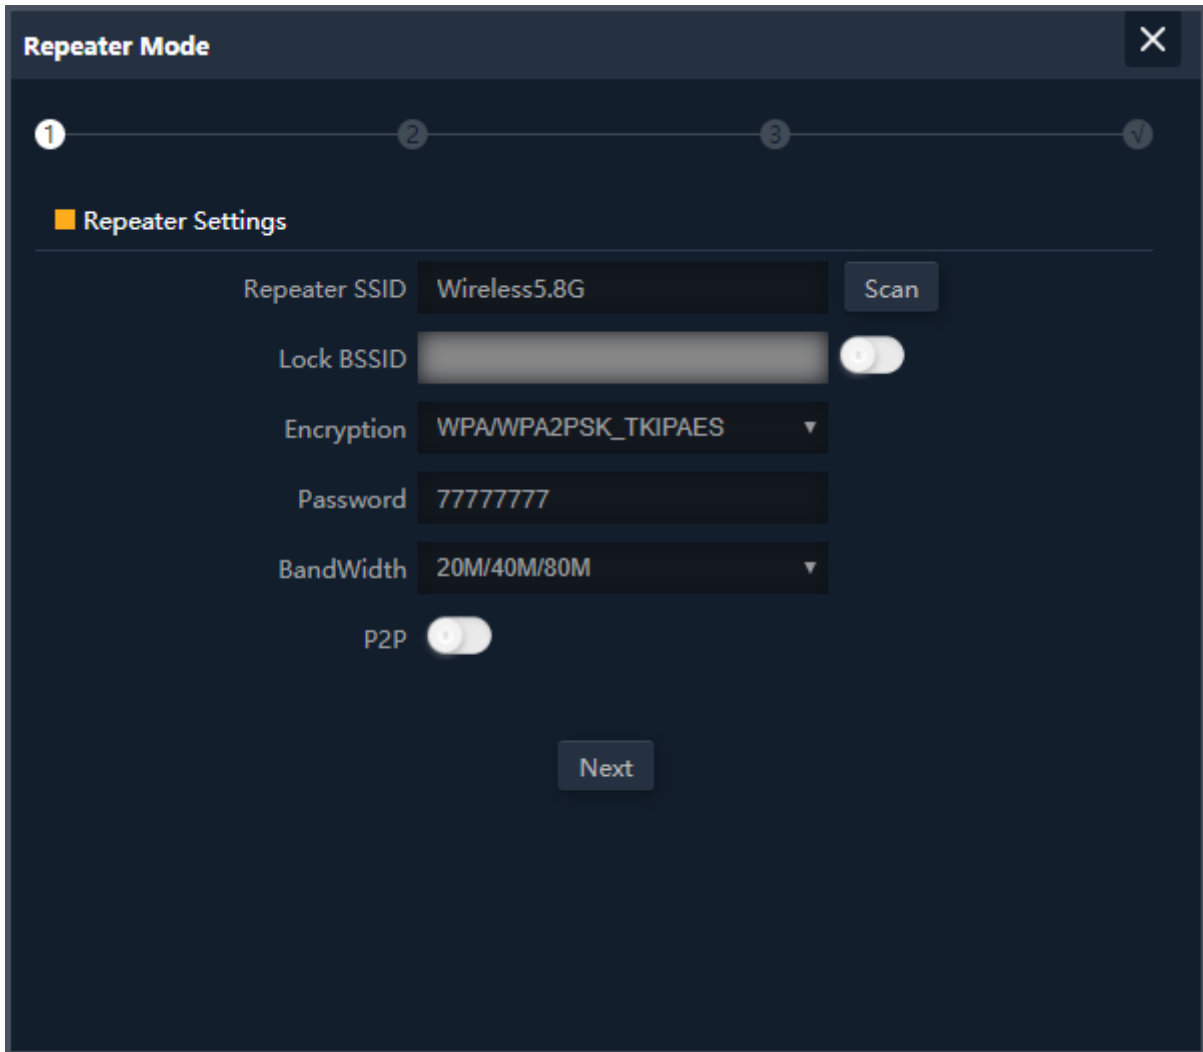 Repeater Mode
1 2 3 √
Repeater Settings
Repeater SSID Wireless5.8G Scan
Lock BSSID
Encryption WPA/WPA2PSK_TKIPAES
Password 77777777
BandWidth 20M/40M/80M
P2P
Next